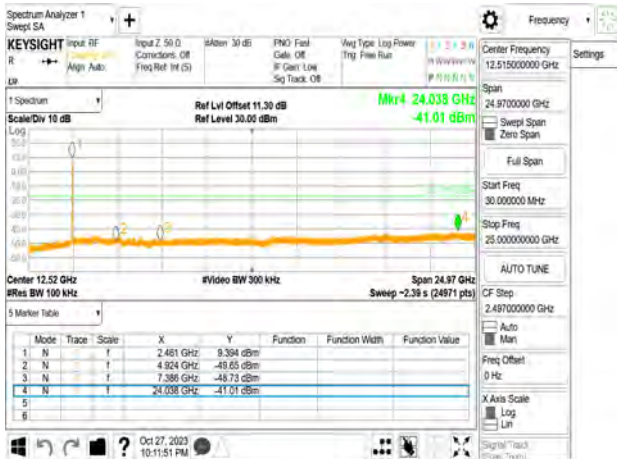 Spectrum Analyzer 1
Swept SA
+
Frequency
KEYSIGHT Input: RF Input Z: 50 Ω #Atten: 30 dB PNO: Fast Avg Type: Log Power
Corrections: Off Gate: Off Trig: Free Run
R Align: Auto Freq Ref: Int (S) IF Gain: Low
Sig Track: Off
1 Spectrum
Scale/Div 10 dB
Ref Lvl Offset 11.30 dB
Ref Level 30.00 dBm
Mkr4 24.038 GHz
-41.01 dBm
Log
1
2
3
4
Center 12.52 GHz #Video BW 300 kHz Span 24.97 GHz
#Res BW 100 kHz Sweep ~2.39 s (24971 pts)
5 Marker Table
Mode Trace Scale X Y Function Function Width Function Value
1 N f 2.461 GHz 9.394 dBm
2 N f 4.924 GHz -49.65 dBm
3 N f 7.386 GHz -48.73 dBm
4 N f 24.038 GHz -41.01 dBm
5
6
Oct 27, 2023
10:11:51 PM
?
Center Frequency
12.515000000 GHz
Settings
Span
24.9700000 GHz
Swept Span
Zero Span
Full Span
Start Freq
30.000000 MHz
Stop Freq
25.000000000 GHz
AUTO TUNE
CF Step
2.497000000 GHz
Auto
Man
Freq Offset
0 Hz
X Axis Scale
Log
Lin
Signal Track